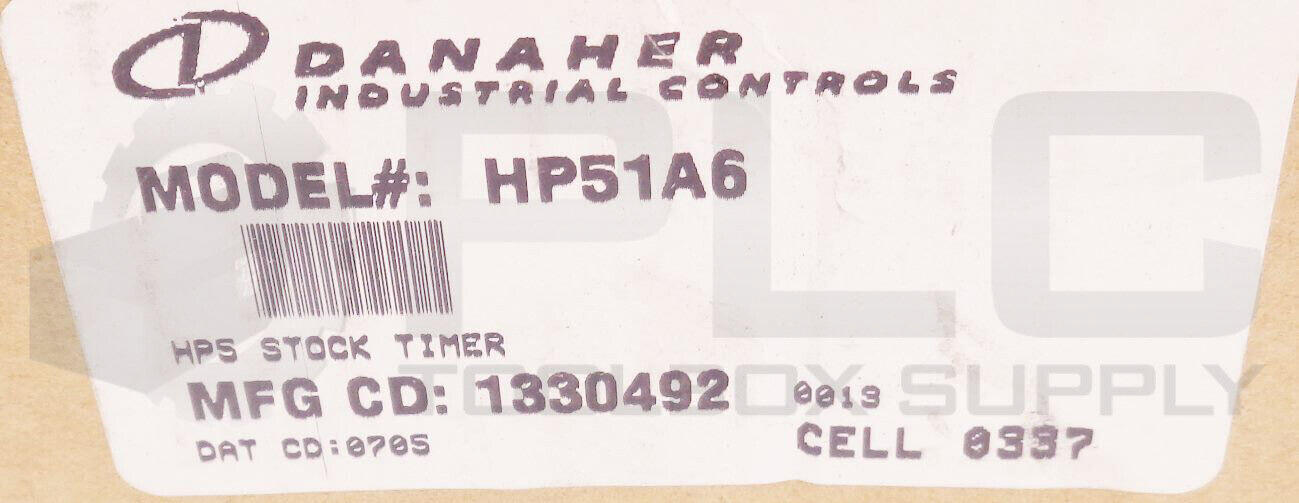 DANAHER
INDUSTRIAL CONTROLS
MODEL#: HP51A6
HP5 STOCK TIMER
MFG CD: 1330492 0013
DAT CD:0705
CELL 0337
PLC
TOOLBOX SUPPLY